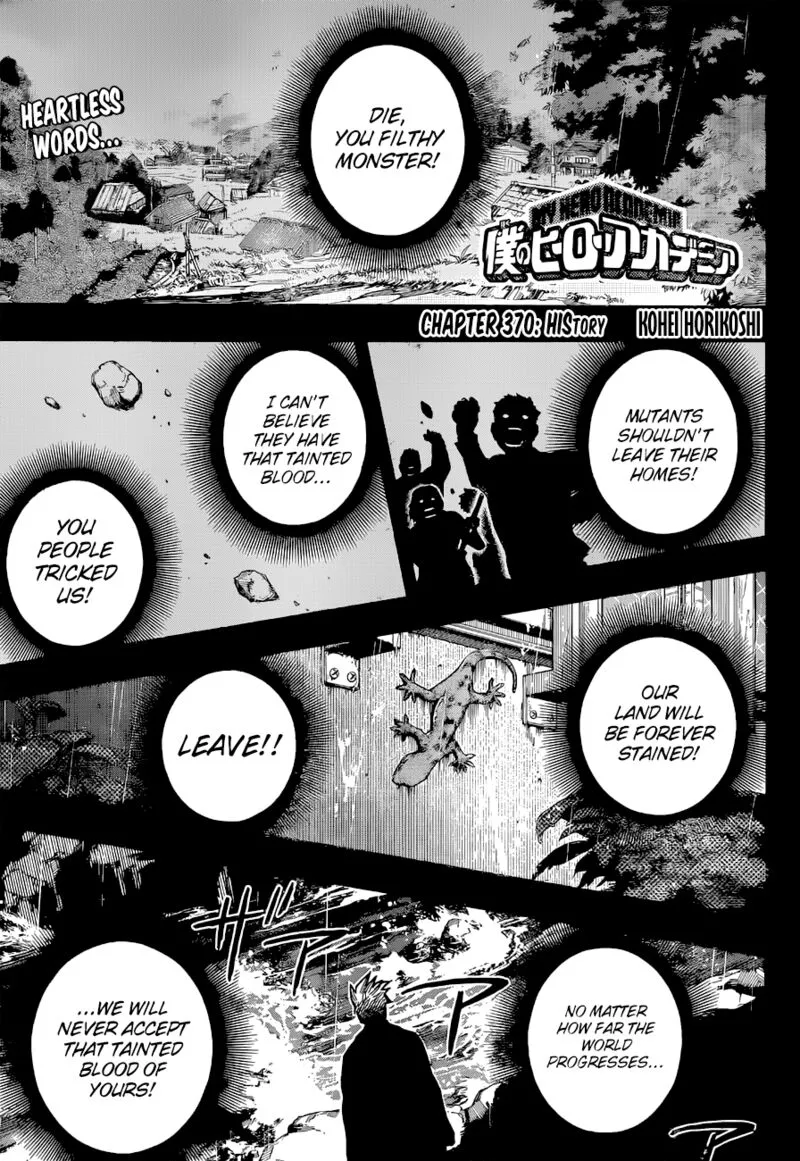 HEARTLESS
WORDS...
DIE,
YOU FILTHY
MONSTER!
MY HERO ACADEMIA
僕のヒーローアカデミア
CHAPTER 370: HISTORY
KOHEI HORIKOSHI
MUTANTS
SHOULDN'T
LEAVE THEIR
HOMES!
I CAN'T
BELIEVE
THEY HAVE
THAT TAINTED
BLOOD...
YOU
PEOPLE
TRICKED
US!
OUR
LAND WILL
BE FOREVER
STAINED!
LEAVE!!
NO MATTER
HOW FAR THE
WORLD
PROGRESSES...
ザアアア
...WE WILL
NEVER ACCEPT
THAT TAINTED
BLOOD OF
YOURS!